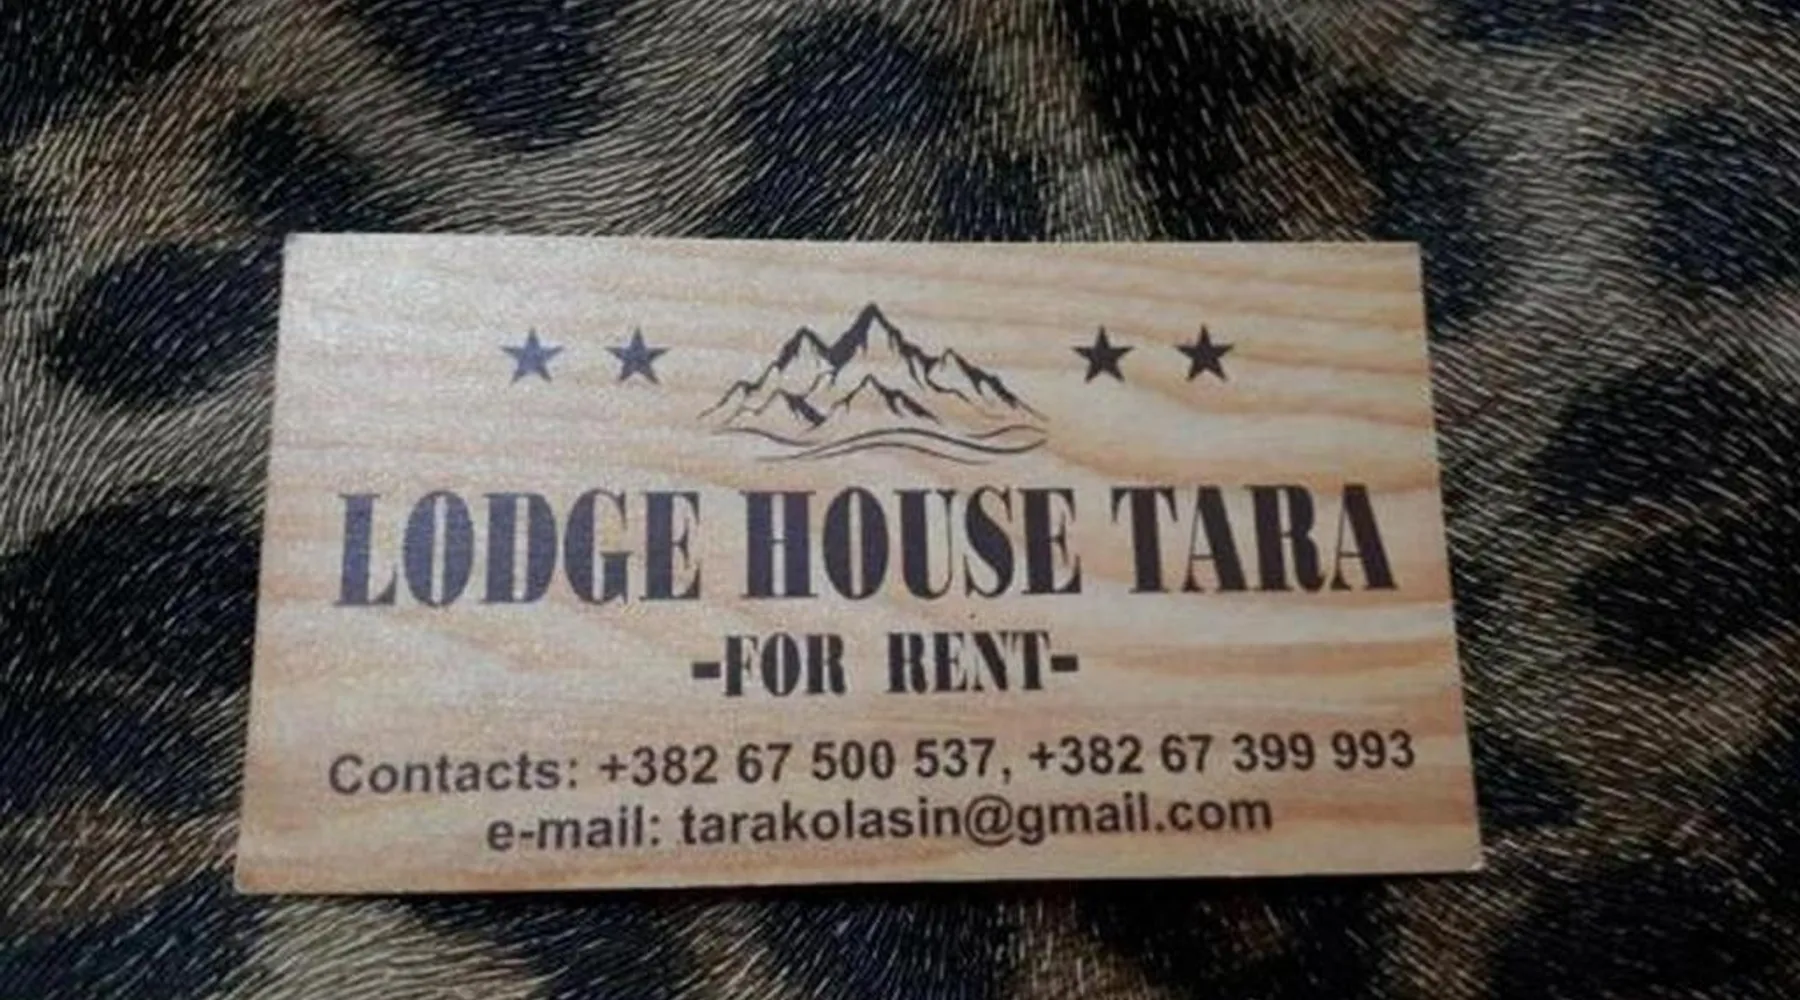 LODGE HOUSE TARA
-FOR RENT-
Contacts: +382 67 500 537, +382 67 399 993
e-mail: tarakolasin@gmail.com